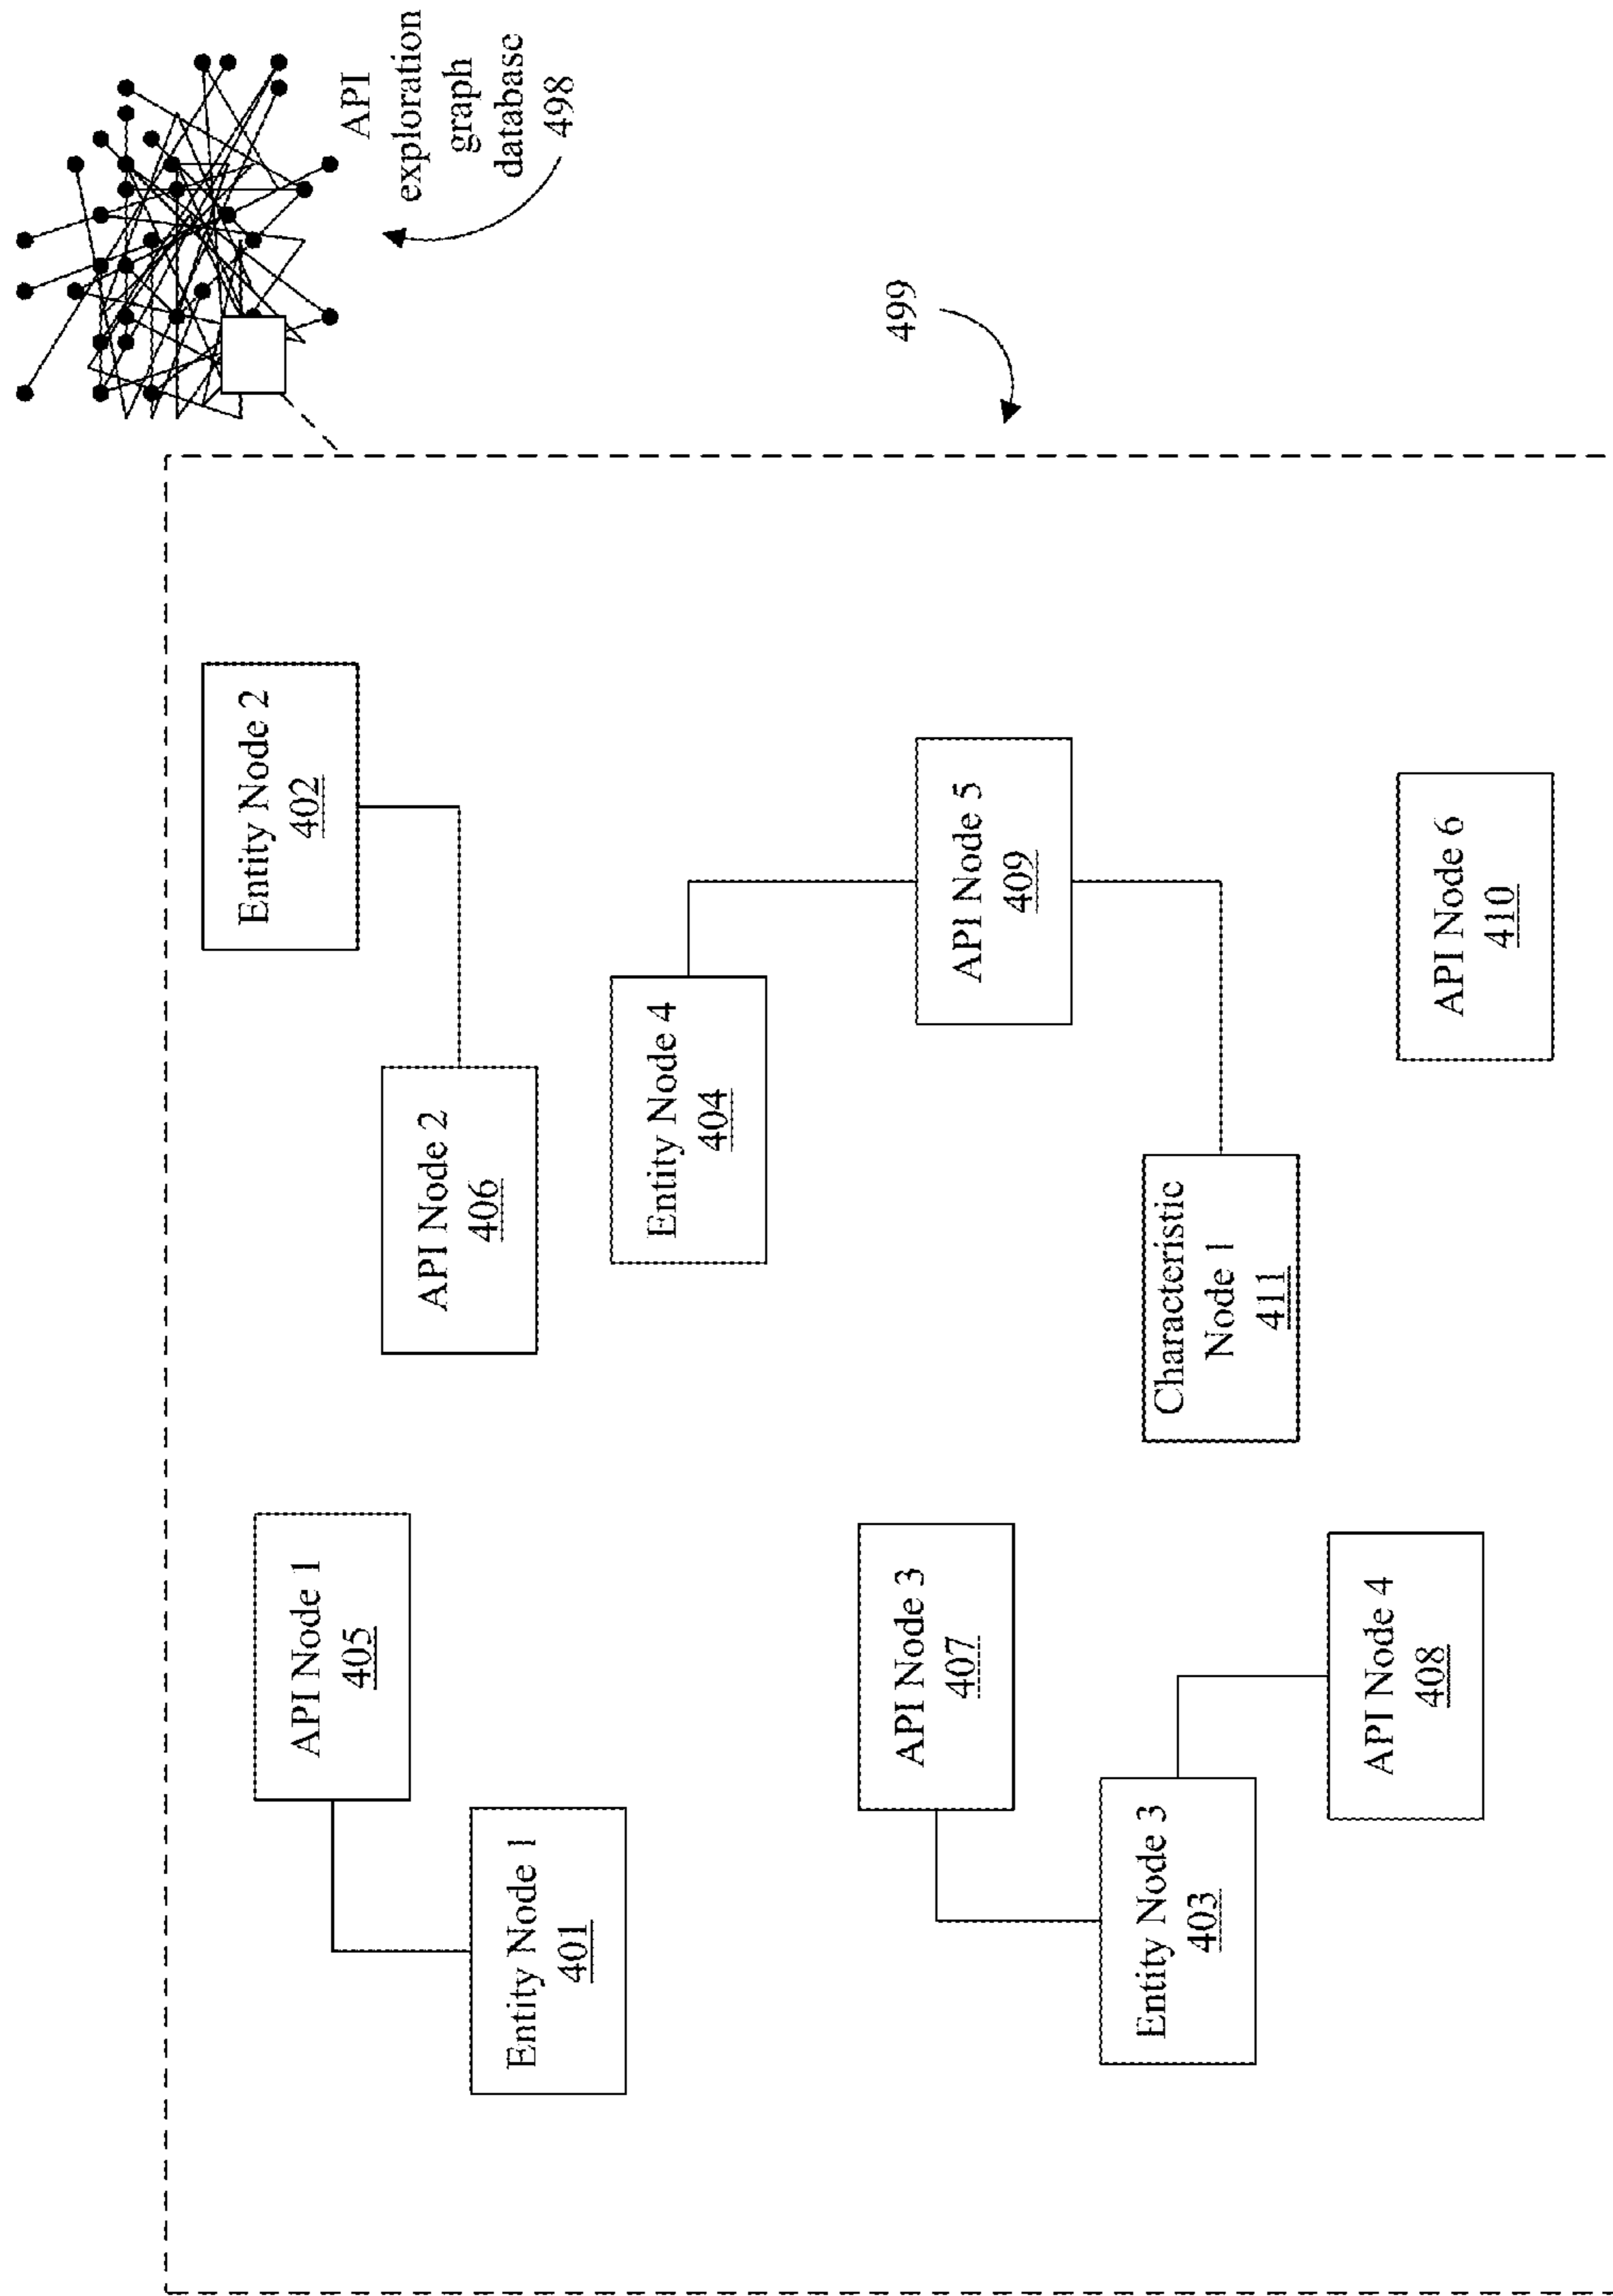 API
exploration
graph
database
498
499
Entity Node 2
402
API Node 2
406
API Node 1
405
Entity Node 1
401
Entity Node 4
404
API Node 5
409
Characteristic
Node 1
411
API Node 6
410
API Node 3
407
Entity Node 3
403
API Node 4
408